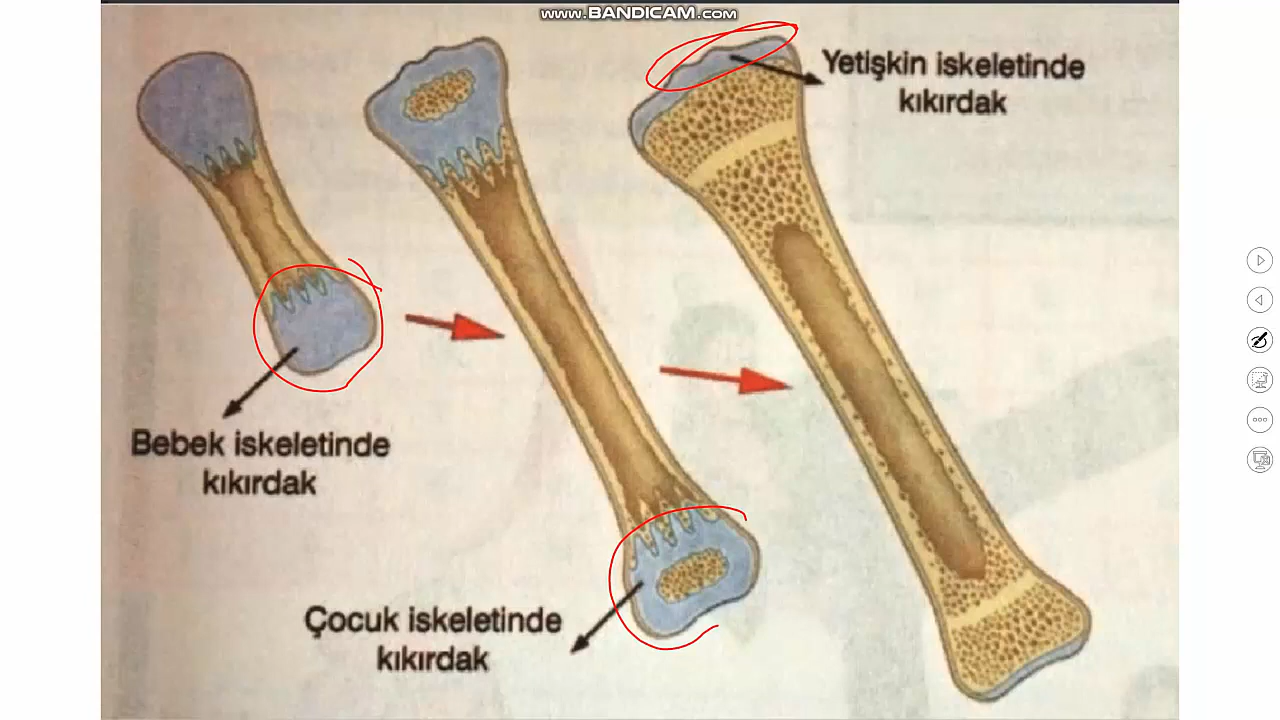 www.BANDICAM.com
Yetişkin iskeletinde
kıkırdak
Bebek iskeletinde
kıkırdak
Çocuk iskeletinde
kıkırdak